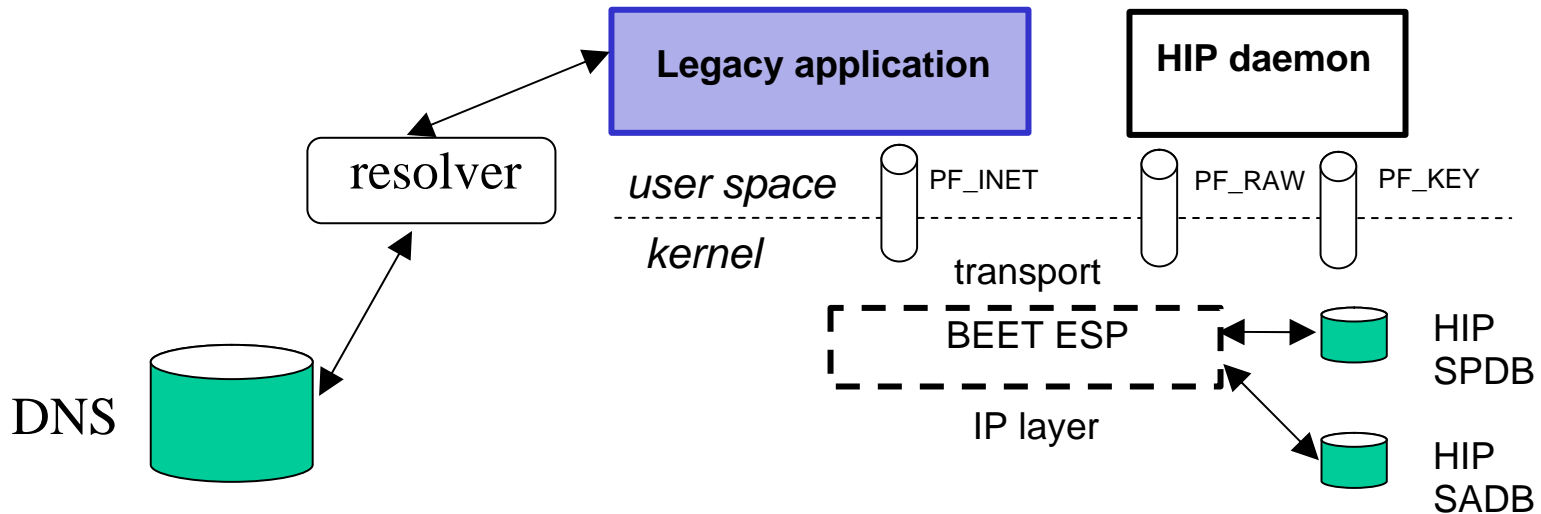 Legacy application
HIP daemon
resolver
user space
PF_INET
PF_RAW
PF_KEY
kernel
transport
BEET ESP
HIP
SPDB
DNS
IP layer
HIP
SADB